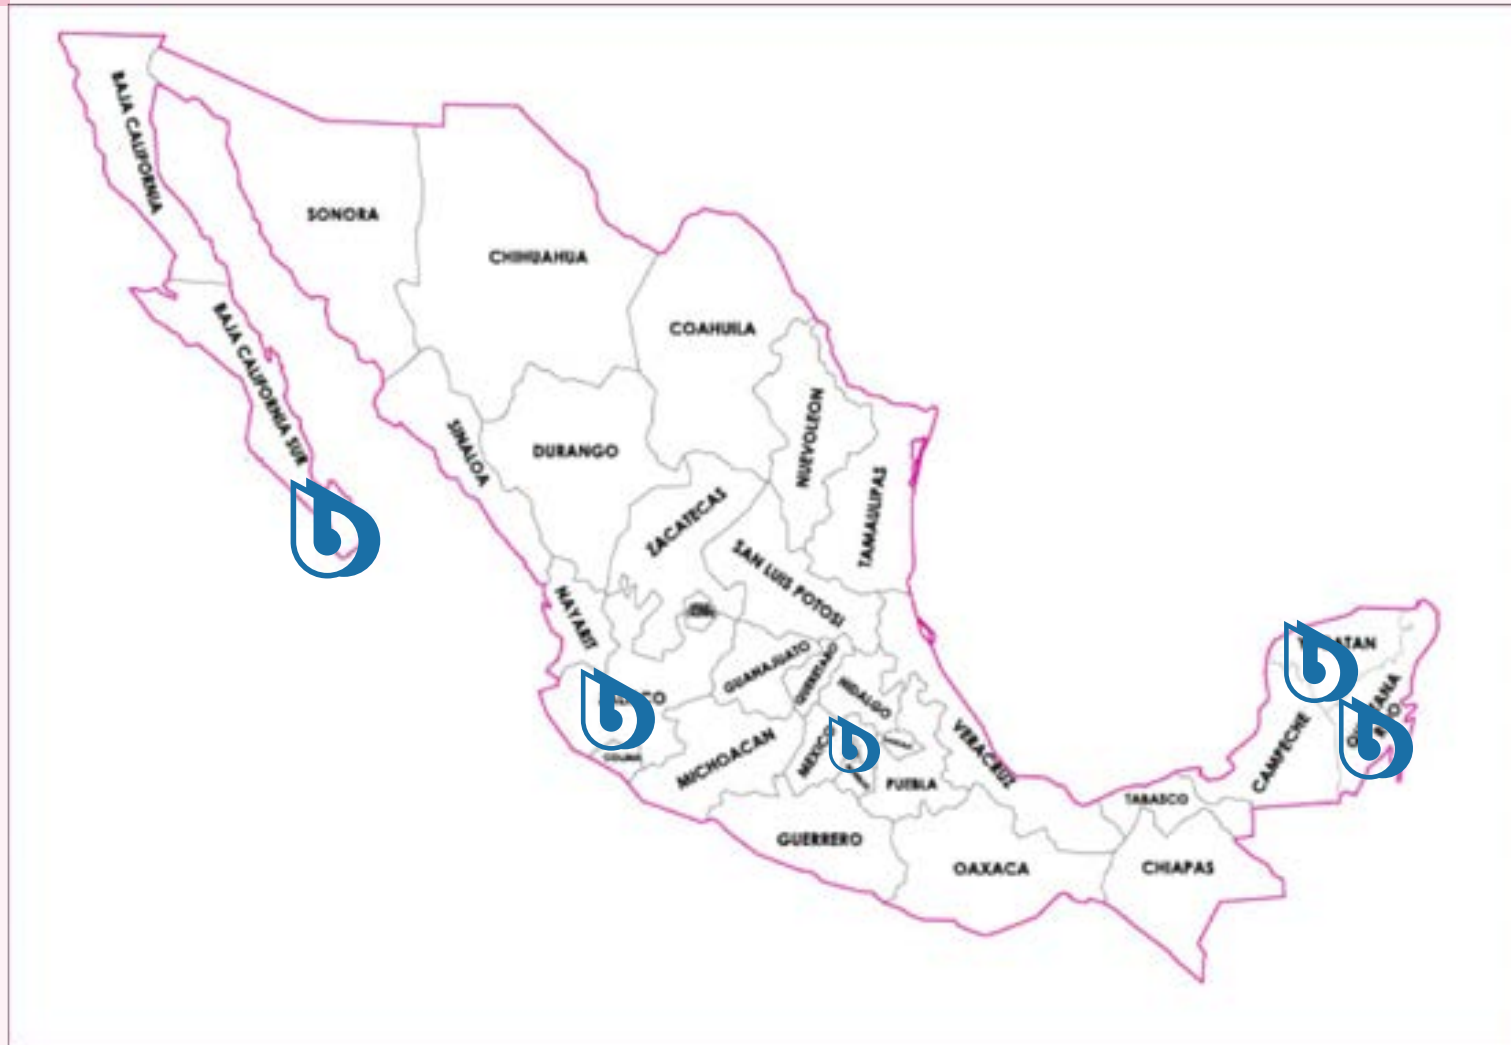 BAJA CALIFORNIA
SONORA
CHIHUAHUA
COAHUILA
BAJA CALIFORNIA SUR
NUEVOLEON
SINALOA
DURANGO
TAMAULIPAS
ZACATECAS
SAN LUIS POTOSI
NAYARIT
GUANAJUATO
QUERETARO
HIDALGO
MICHOACAN
MEXICO
COLIMA
VERACRUZ
PUEBLA
GUERRERO
OAXACA
TABASCO
CHIAPAS
CAMPECHE